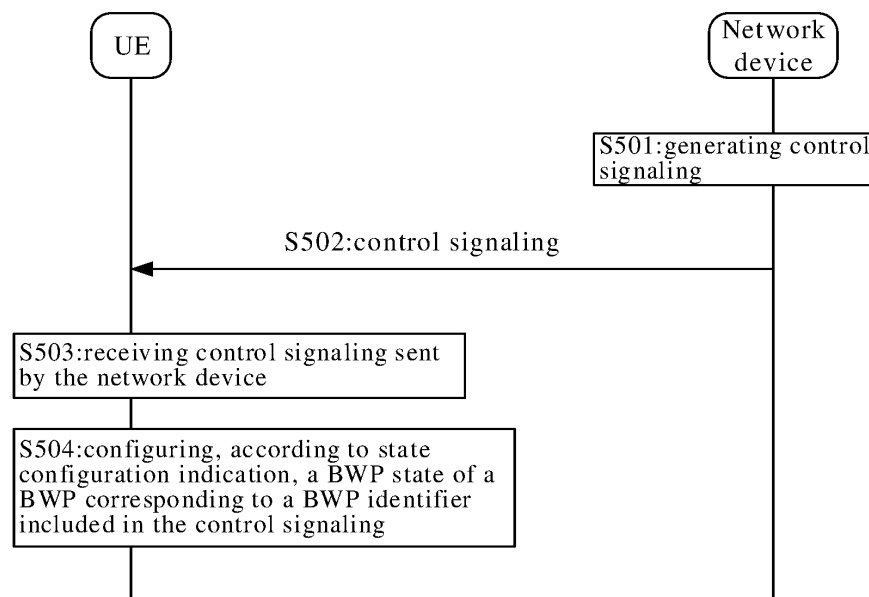 UE
Network
device
S501:generating control
signaling
S502:control signaling
S503:receiving control signaling sent
by the network device
S504:configuring, according to state
configuration indication, a BWP state of a
BWP corresponding to a BWP identifier
included in the control signaling